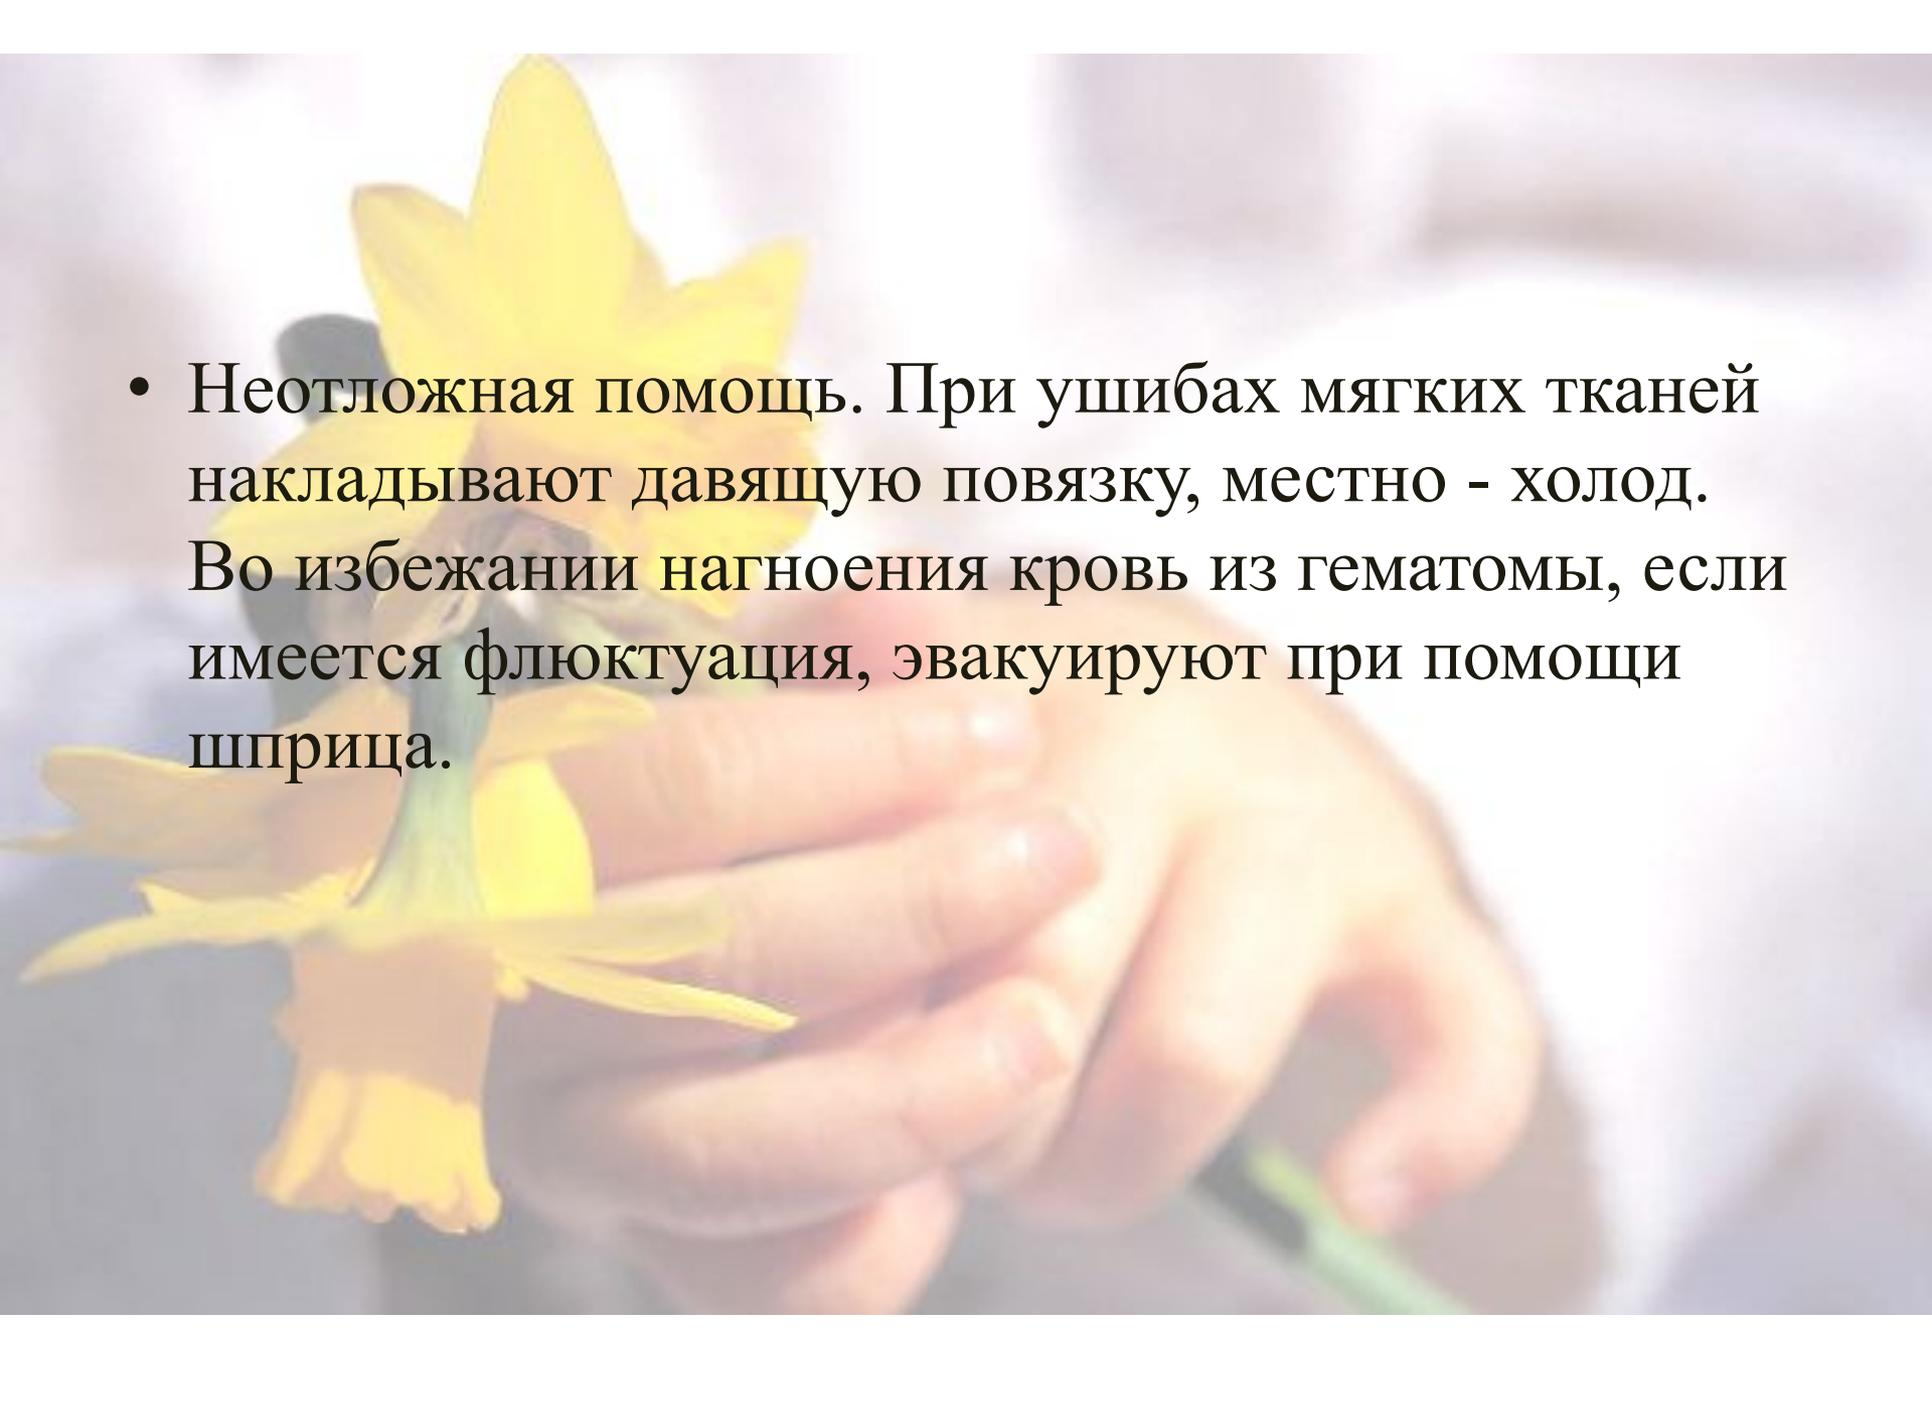 • Неотложная помощь. При ушибах мягких тканей
накладывают давящую повязку, местно - холод.
Во избежании нагноения кровь из гематомы, если
имеется флюктуация, эвакуируют при помощи
шприца.